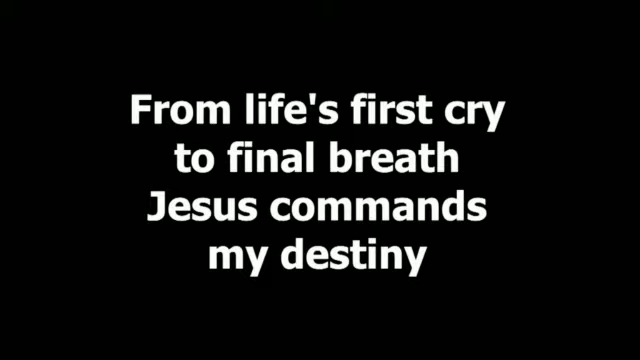 From life's first cry
to final breath
Jesus commands
my destiny